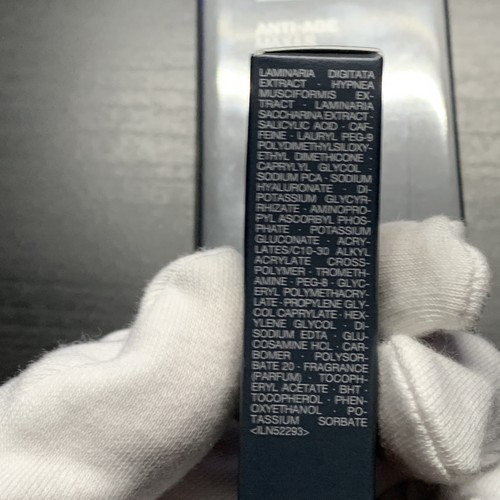 ANTI-AGE
LAMINARIA DIGITATA
EXTRACT · HYPNEA
MUSCIFORMIS EX-
TRACT · LAMINARIA
SACCHARINA EXTRACT ·
SALICYLIC ACID · CAF-
FEINE · LAURYL PEG-9
POLYDIMETHYLSILOXY-
ETHYL DIMETHICONE ·
CAPRYLYL GLYCOL ·
SODIUM PCA · SODIUM
HYALURONATE · DI-
POTASSIUM GLYCYR-
RHIZATE · AMINOPRO-
PYL ASCORBYL PHOS-
PHATE · POTASSIUM
GLUCONATE · ACRY-
LATES/C10-30 ALKYL
ACRYLATE CROSS-
POLYMER · TROMETH-
AMINE · PEG-8 · GLYC-
ERYL POLYMETHACRY-
LATE · PROPYLENE GLY-
COL CAPRYLATE · HEX-
YLENE GLYCOL · DI-
SODIUM EDTA · GLU-
COSAMINE HCL · CAR-
BOMER · POLYSOR-
BATE 20 · FRAGRANCE
(PARFUM) · TOCOPH-
ERYL ACETATE · BHT ·
TOCOPHEROL · PHEN-
OXYETHANOL · PO-
TASSIUM SORBATE
<ILN52293>